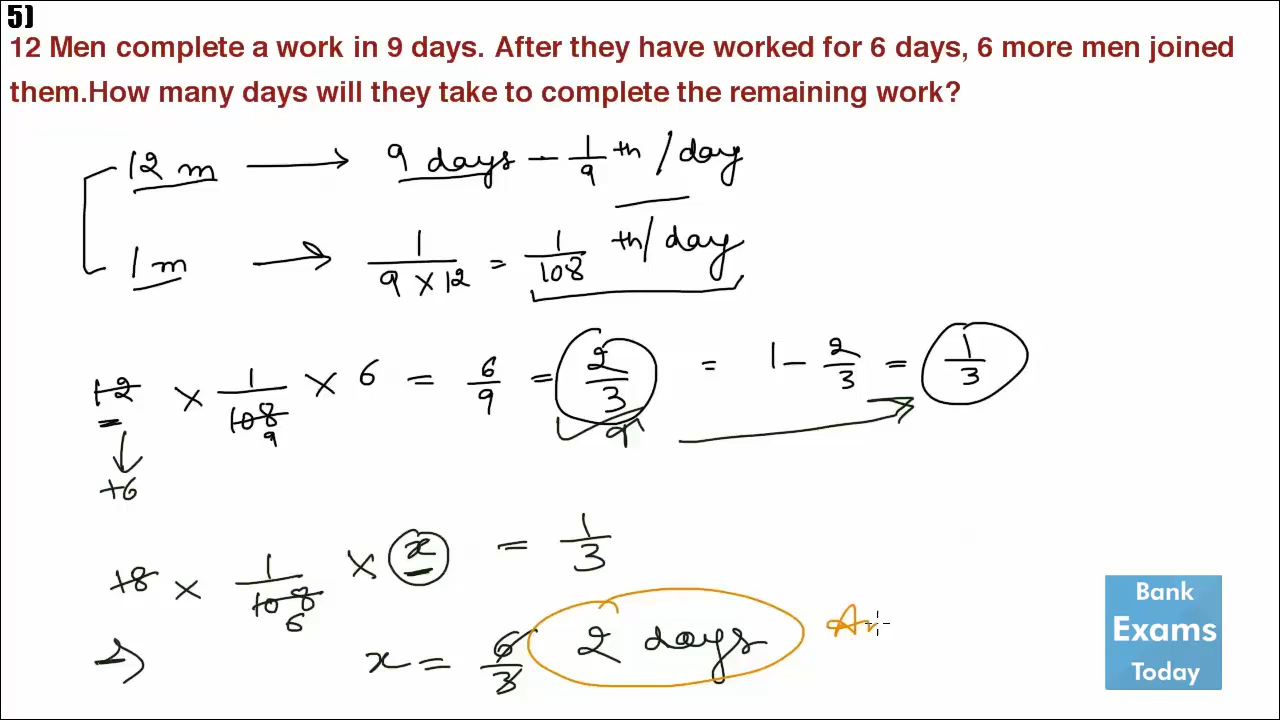 5)
12 Men complete a work in 9 days. After they have worked for 6 days, 6 more men joined
them.How many days will they take to complete the remaining work?
12 m → 9 days – 1/9 th / day
1 m → 1/(9 × 12) = 1/108 th/ day
12 × 1/108 × 6 = 6/9 = 2/3 = 1 – 2/3 = 1/3
9
+6
18 × 1/108 × x = 1/3
6
⇒ x = 6/3 2 days An
Bank
Exams
Today